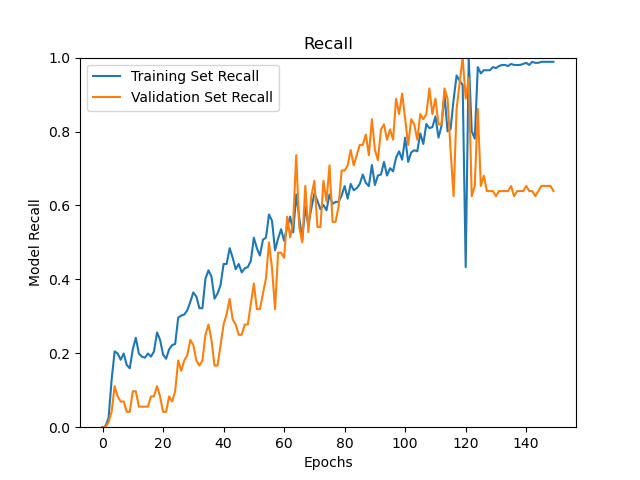 Recall
Training Set Recall
Validation Set Recall
1.0
0.8
0.6
0.4
0.2
0.0
Model Recall
0 20 40 60 80 100 120 140
Epochs